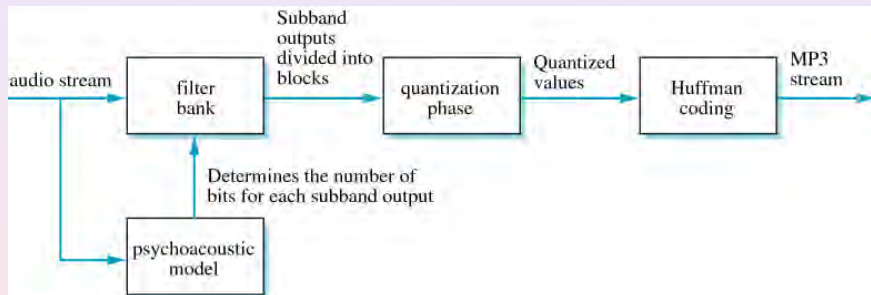 audio stream
filter
bank
Subband
outputs
divided into
blocks
quantization
phase
Quantized
values
Huffman
coding
MP3
stream
Determines the number of
bits for each subband output
psychoacoustic
model